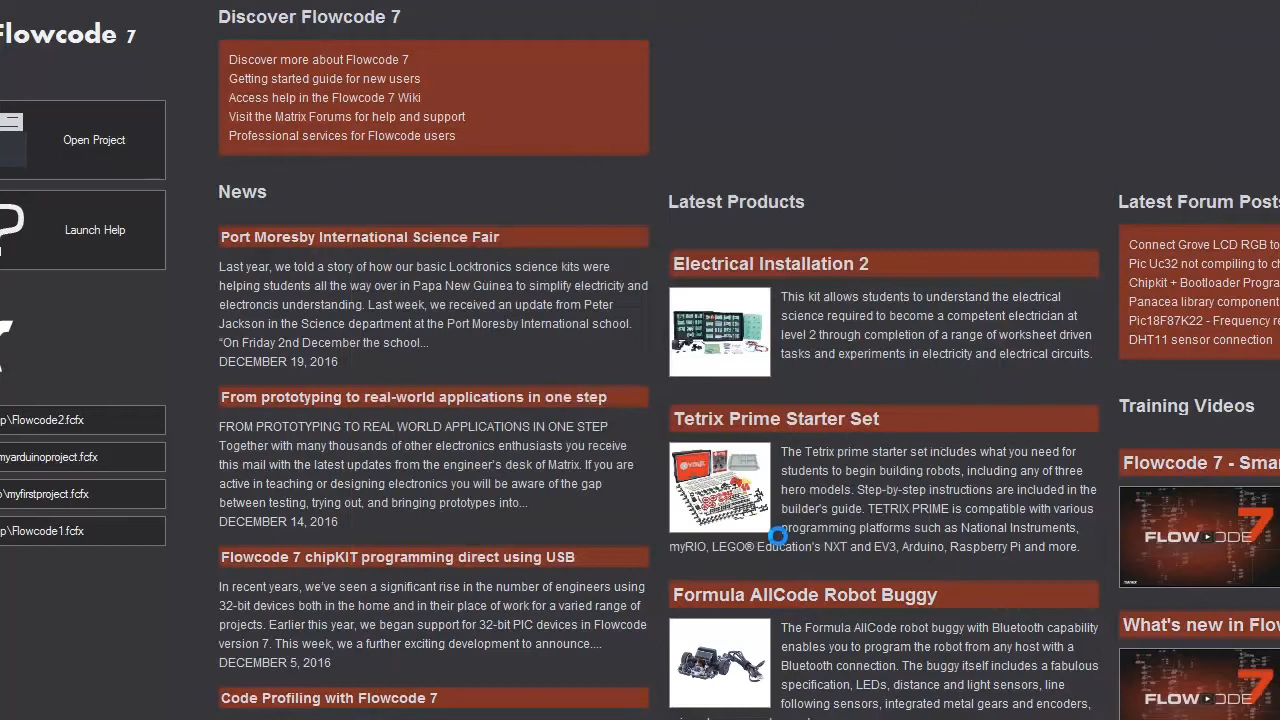 Flowcode 7
Open Project
Launch Help
p\Flowcode2.fcfx
myarduinoproject.fcfx
p\myfirstproject.fcfx
p\Flowcode1.fcfx
Discover Flowcode 7
Discover more about Flowcode 7
Getting started guide for new users
Access help in the Flowcode 7 Wiki
Visit the Matrix Forums for help and support
Professional services for Flowcode users
News
Port Moresby International Science Fair
Last year, we told a story of how our basic Locktronics science kits were
helping students all the way over in Papa New Guinea to simplify electricity and
electroncis understanding. Last week, we received an update from Peter
Jackson in the Science department at the Port Moresby International school.
“On Friday 2nd December the school...
DECEMBER 19, 2016
From prototyping to real-world applications in one step
FROM PROTOTYPING TO REAL WORLD APPLICATIONS IN ONE STEP
Together with many thousands of other electronics enthusiasts you receive
this mail with the latest updates from the engineer's desk of Matrix. If you are
active in teaching or designing electronics you will be aware of the gap
between testing, trying out, and bringing prototypes into...
DECEMBER 14, 2016
Flowcode 7 chipKIT programming direct using USB
In recent years, we've seen a significant rise in the number of engineers using
32-bit devices both in the home and in their place of work for a varied range of
projects. Earlier this year, we began support for 32-bit PIC devices in Flowcode
version 7. This week, we a further exciting development to announce....
DECEMBER 5, 2016
Code Profiling with Flowcode 7
Latest Products
Electrical Installation 2
This kit allows students to understand the electrical
science required to become a competent electrician at
level 2 through completion of a range of worksheet driven
tasks and experiments in electricity and electrical circuits.
Tetrix Prime Starter Set
The Tetrix prime starter set includes what you need for
students to begin building robots, including any of three
hero models. Step-by-step instructions are included in the
builder's guide. TETRIX PRIME is compatible with various
programming platforms such as National Instruments,
myRIO, LEGO® Education's NXT and EV3, Arduino, Raspberry Pi and more.
Formula AllCode Robot Buggy
The Formula AllCode robot buggy with Bluetooth capability
enables you to program the robot from any host with a
Bluetooth connection. The buggy itself includes a fabulous
specification, LEDs, distance and light sensors, line
following sensors, integrated metal gears and encoders,
Latest Forum Posts
Connect Grove LCD RGB to
Pic Uc32 not compiling to ch
Chipkit + Bootloader Progra
Panacea library component
Pic18F87K22 - Frequency re
DHT11 sensor connection
Training Videos
Flowcode 7 - Smar
FLOWCODE 7
What's new in Flow
FLOWCODE 7